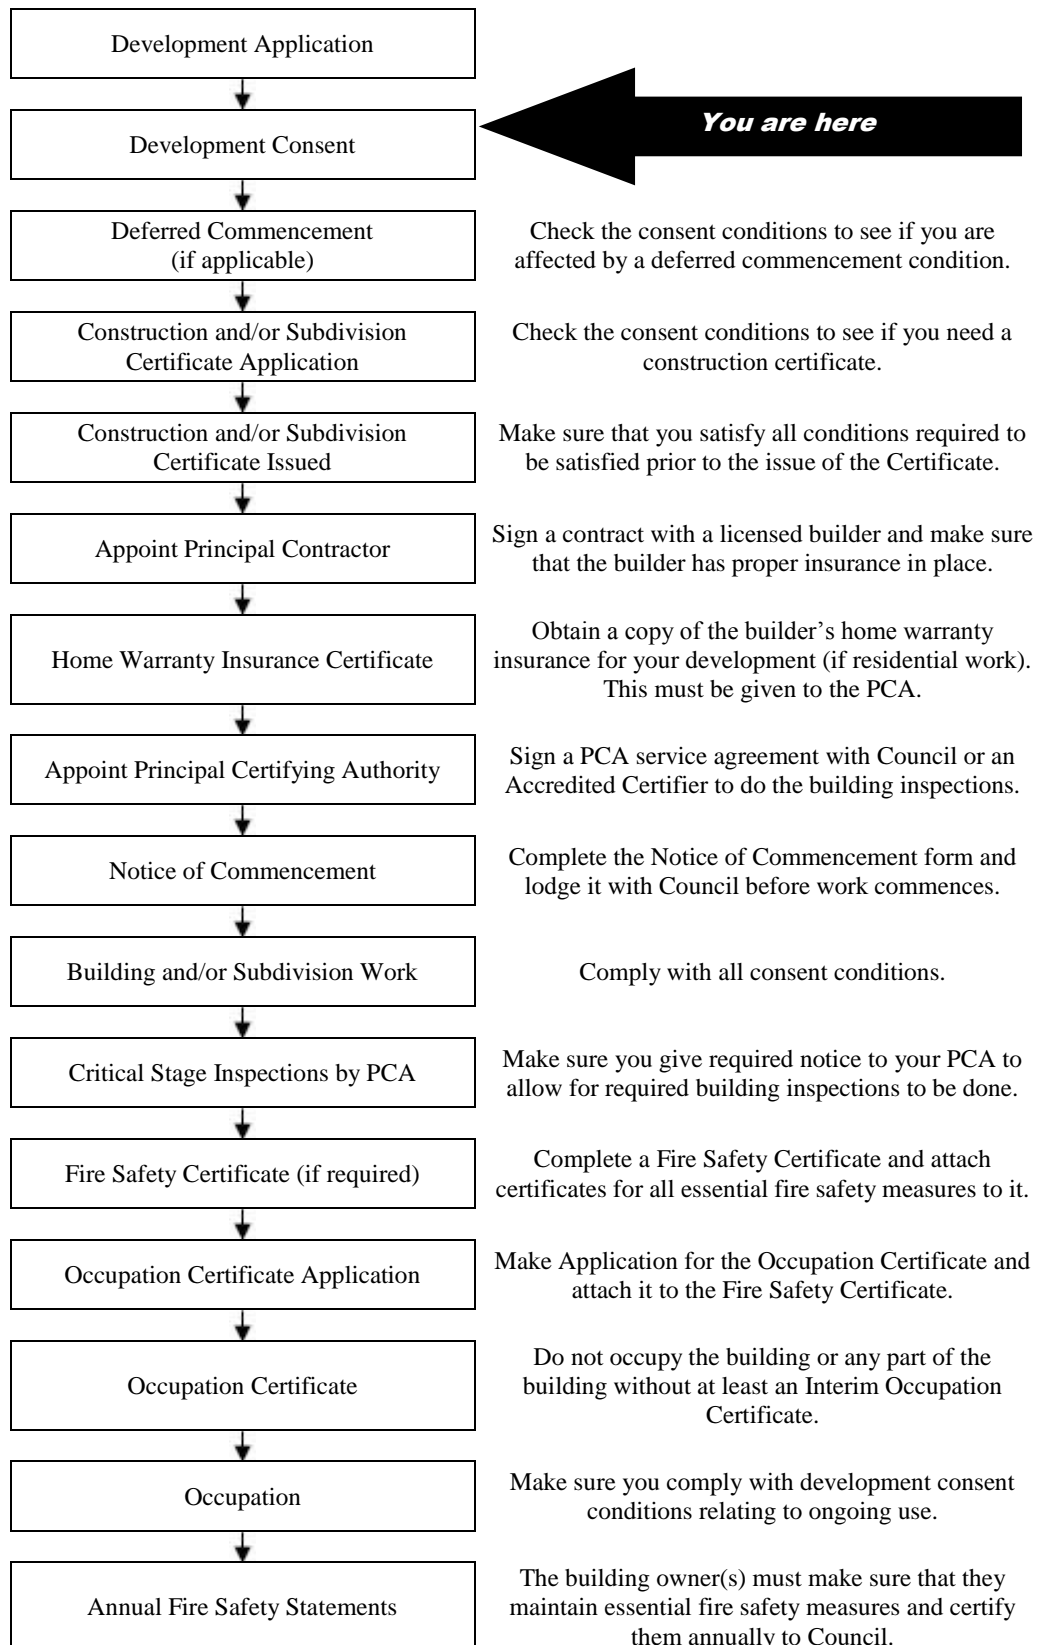 Development Application
Development Consent
You are here
Deferred Commencement
(if applicable)
Check the consent conditions to see if you are
affected by a deferred commencement condition.
Construction and/or Subdivision
Certificate Application
Check the consent conditions to see if you need a
construction certificate.
Construction and/or Subdivision
Certificate Issued
Make sure that you satisfy all conditions required to
be satisfied prior to the issue of the Certificate.
Appoint Principal Contractor
Sign a contract with a licensed builder and make sure
that the builder has proper insurance in place.
Home Warranty Insurance Certificate
Obtain a copy of the builder’s home warranty
insurance for your development (if residential work).
This must be given to the PCA.
Appoint Principal Certifying Authority
Sign a PCA service agreement with Council or an
Accredited Certifier to do the building inspections.
Notice of Commencement
Complete the Notice of Commencement form and
lodge it with Council before work commences.
Building and/or Subdivision Work
Comply with all consent conditions.
Critical Stage Inspections by PCA
Make sure you give required notice to your PCA to
allow for required building inspections to be done.
Fire Safety Certificate (if required)
Complete a Fire Safety Certificate and attach
certificates for all essential fire safety measures to it.
Occupation Certificate Application
Make Application for the Occupation Certificate and
attach it to the Fire Safety Certificate.
Occupation Certificate
Do not occupy the building or any part of the
building without at least an Interim Occupation
Certificate.
Occupation
Make sure you comply with development consent
conditions relating to ongoing use.
Annual Fire Safety Statements
The building owner(s) must make sure that they
maintain essential fire safety measures and certify
them annually to Council.